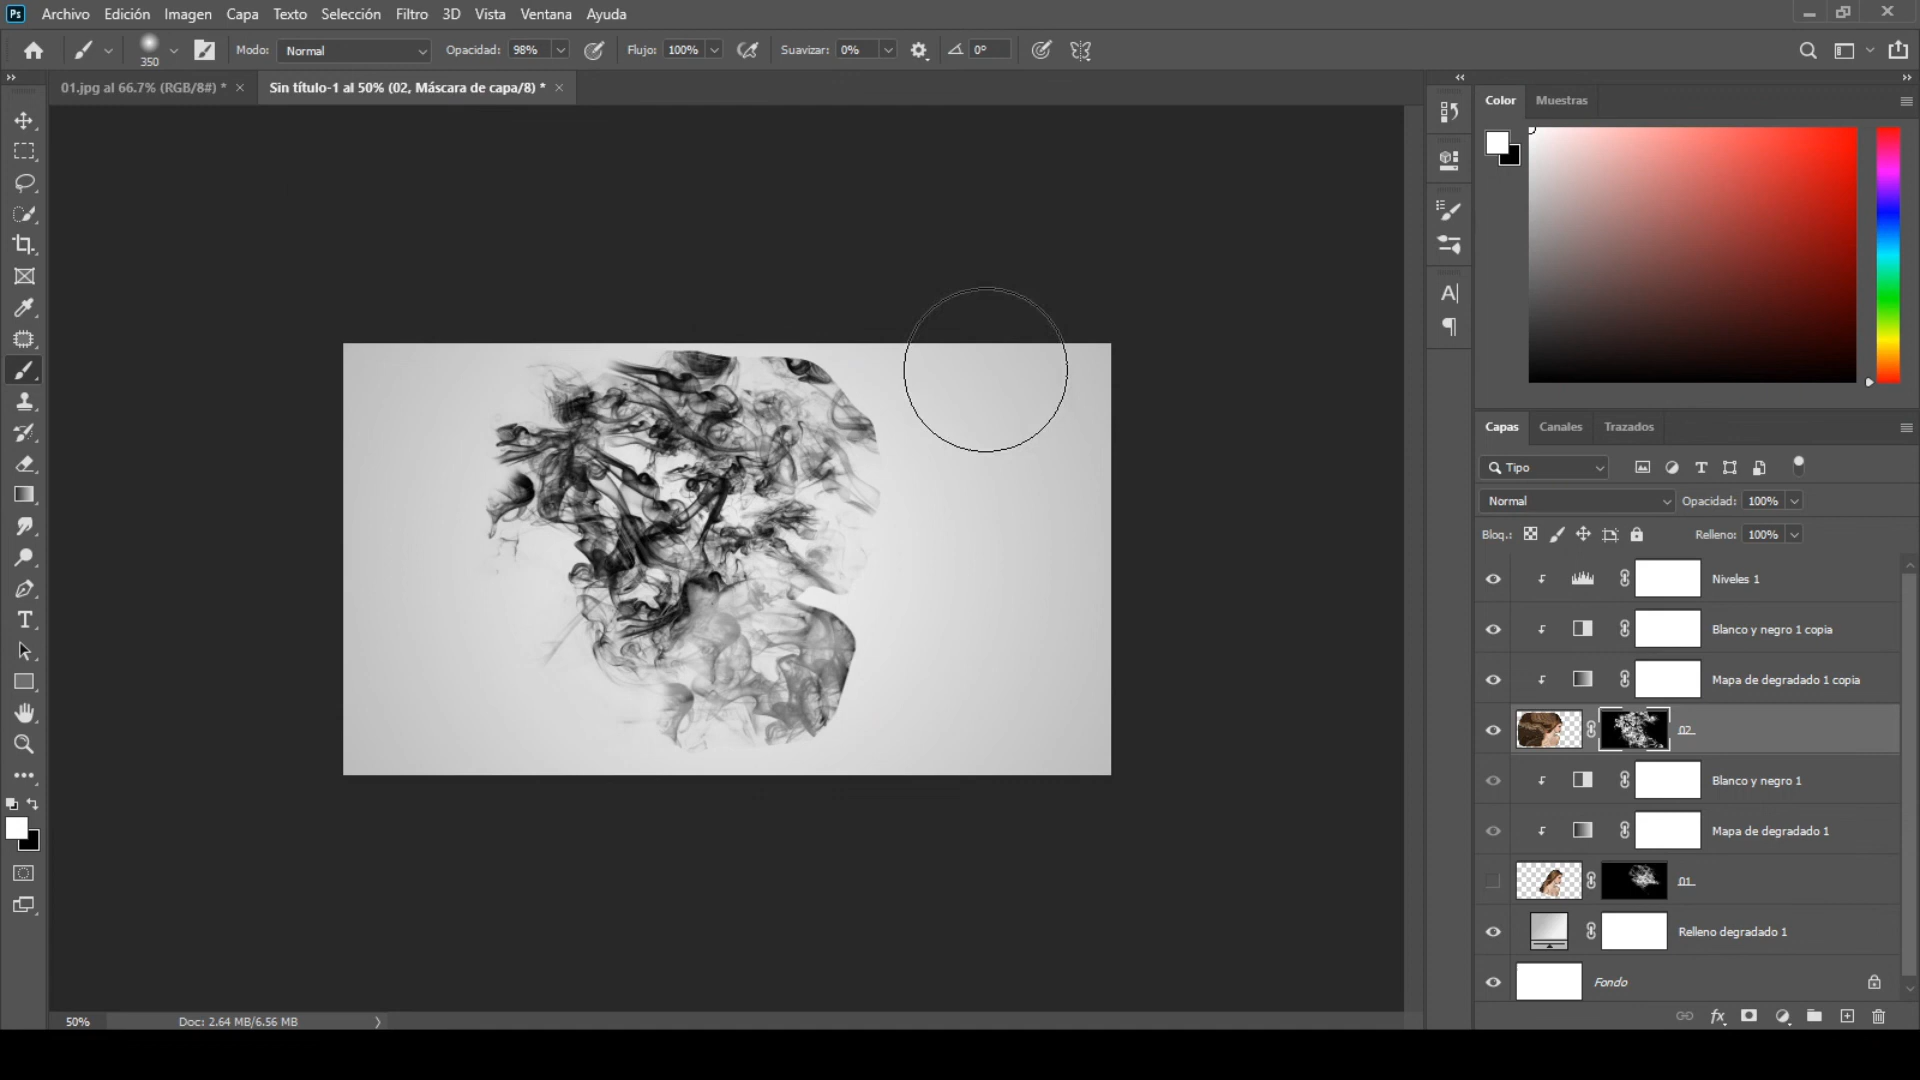 Ps Archivo Edición Imagen Capa Texto Selección Filtro 3D Vista Ventana Ayuda
350 Modo: Normal Opacidad: 98% Flujo: 100% Suavizar: 0% 0°
01.jpg al 66.7% (RGB/8#) * × Sin título-1 al 50% (02, Máscara de capa/8) * ×
Color Muestras
Capas Canales Trazados
Tipo
Normal Opacidad: 100%
Bloq.: Relleno: 100%
Niveles 1
Blanco y negro 1 copia
Mapa de degradado 1 copia
02
Blanco y negro 1
Mapa de degradado 1
01
Relleno degradado 1
Fondo
50% Doc: 2.64 MB/6.56 MB
fx